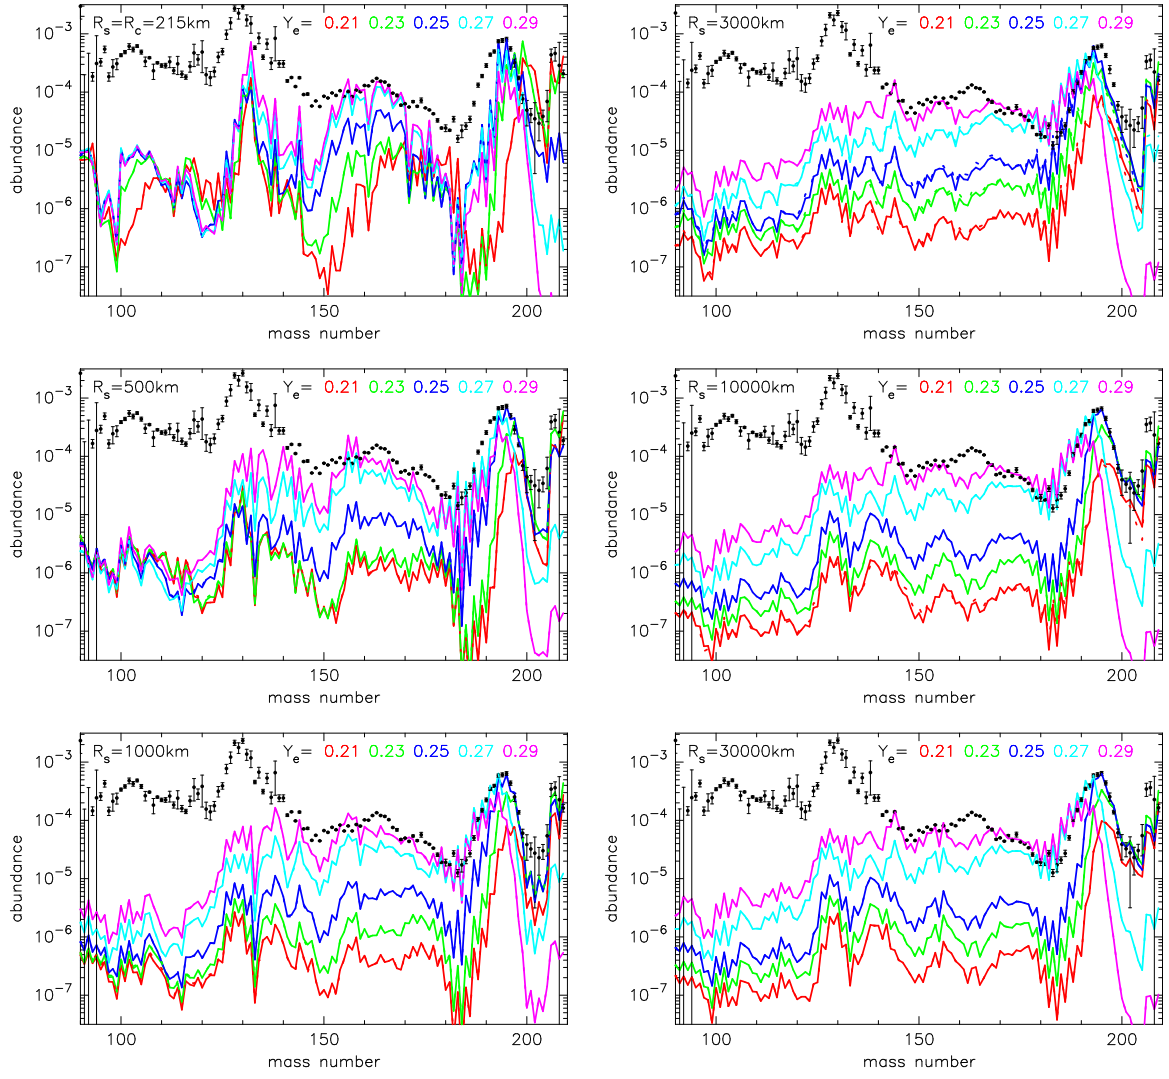 R_s=R_c=215km Y_e= 0.21 0.23 0.25 0.27 0.29
10^-3
10^-4
10^-5
10^-6
10^-7
abundance
100 150 200
mass number
R_s=3000km Y_e= 0.21 0.23 0.25 0.27 0.29
10^-3
10^-4
10^-5
10^-6
10^-7
abundance
100 150 200
mass number
R_s=500km Y_e= 0.21 0.23 0.25 0.27 0.29
10^-3
10^-4
10^-5
10^-6
10^-7
abundance
100 150 200
mass number
R_s=10000km Y_e= 0.21 0.23 0.25 0.27 0.29
10^-3
10^-4
10^-5
10^-6
10^-7
abundance
100 150 200
mass number
R_s=1000km Y_e= 0.21 0.23 0.25 0.27 0.29
10^-3
10^-4
10^-5
10^-6
10^-7
abundance
100 150 200
mass number
R_s=30000km Y_e= 0.21 0.23 0.25 0.27 0.29
10^-3
10^-4
10^-5
10^-6
10^-7
abundance
100 150 200
mass number